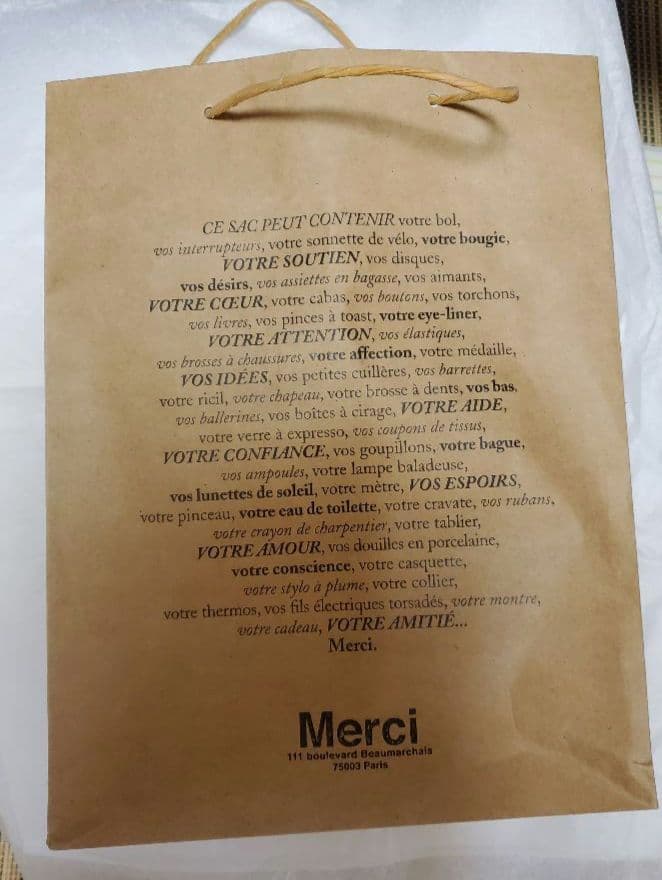 CE SAC PEUT CONTENIR votre bol,
vos interrupteurs, votre sonnette de vélo, votre bougie,
VOTRE SOUTIEN, vos disques,
vos désirs, vos assiettes en bagasse, vos aimants,
VOTRE CŒUR, votre cabas, vos boutons, vos torchons,
vos livres, vos pinces à toast, votre eye-liner,
VOTRE ATTENTION, vos élastiques,
vos brosses à chaussures, votre affection, votre médaille,
VOS IDÉES, vos petites cuillères, vos barrettes,
votre ricil, votre chapeau, votre brosse à dents, vos bas,
vos ballerines, vos boîtes à cirage, VOTRE AIDE,
votre verre à expresso, vos coupons de tissus,
VOTRE CONFIANCE, vos goupillons, votre bague,
vos ampoules, votre lampe baladeuse,
vos lunettes de soleil, votre mètre, VOS ESPOIRS,
votre pinceau, votre eau de toilette, votre cravate, vos rubans,
votre crayon de charpentier, votre tablier,
VOTRE AMOUR, vos douilles en porcelaine,
votre conscience, votre casquette,
votre stylo à plume, votre collier,
votre thermos, vos fils électriques torsadés, votre montre,
votre cadeau, VOTRE AMITIÉ...
Merci.
Merci
111 boulevard Beaumarchais
75003 Paris